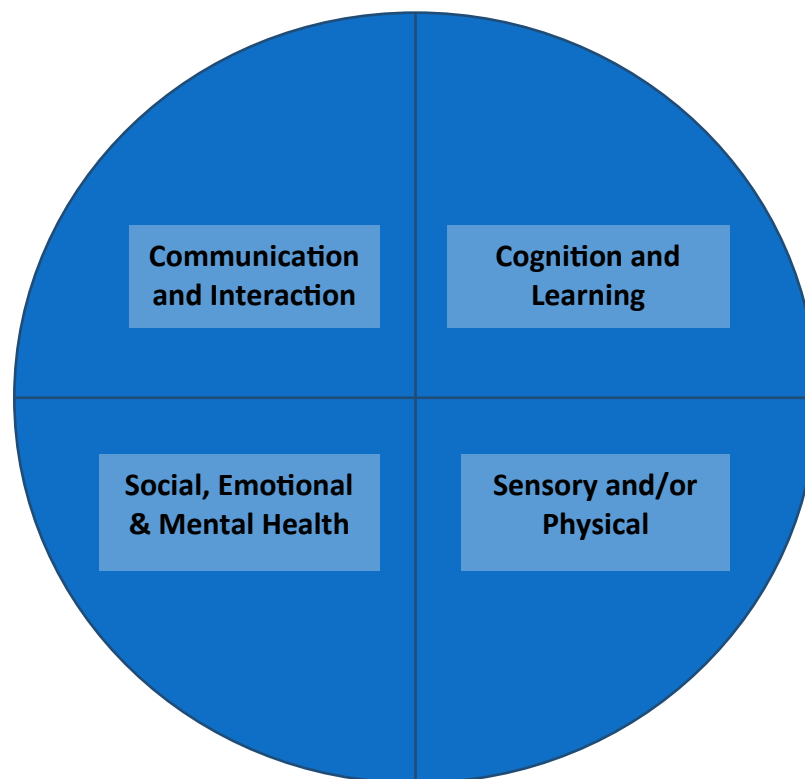 Communication
and Interaction
Cognition and
Learning
Social, Emotional
& Mental Health
Sensory and/or
Physical